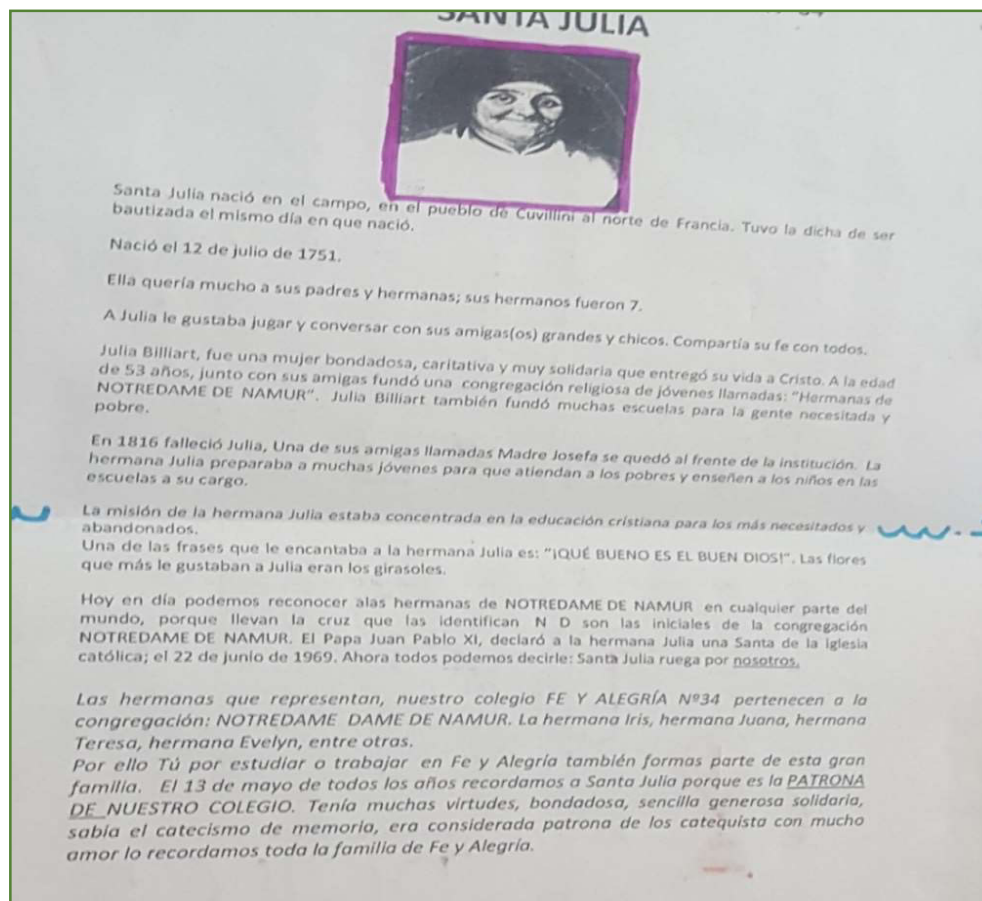 SANTA JULIA
Santa Julia nació en el campo, en el pueblo de Cuvillini al norte de Francia. Tuvo la dicha de ser
bautizada el mismo día en que nació.
Nació el 12 de julio de 1751.
Ella quería mucho a sus padres y hermanas; sus hermanos fueron 7.
A Julia le gustaba jugar y conversar con sus amigas(os) grandes y chicos. Compartía su fe con todos.
Julia Billiart, fue una mujer bondadosa, caritativa y muy solidaria que entregó su vida a Cristo. A la edad
de 53 años, junto con sus amigas fundó una congregación religiosa de jóvenes llamadas: "Hermanas de
NOTREDAME DE NAMUR". Julia Billiart también fundó muchas escuelas para la gente necesitada y
pobre.
En 1816 falleció Julia, Una de sus amigas llamadas Madre Josefa se quedó al frente de la institución. La
hermana Julia preparaba a muchas jóvenes para que atiendan a los pobres y enseñen a los niños en las
escuelas a su cargo.
La misión de la hermana Julia estaba concentrada en la educación cristiana para los más necesitados y
abandonados.
Una de las frases que le encantaba a la hermana Julia es: "¡QUÉ BUENO ES EL BUEN DIOS!". Las flores
que más le gustaban a Julia eran los girasoles.
Hoy en día podemos reconocer alas hermanas de NOTREDAME DE NAMUR en cualquier parte del
mundo, porque llevan la cruz que las identifican N D son las iniciales de la congregación
NOTREDAME DE NAMUR. El Papa Juan Pablo XI, declaró a la hermana Julia una Santa de la iglesia
católica; el 22 de junio de 1969. Ahora todos podemos decirle: Santa Julia ruega por nosotros.
Las hermanas que representan, nuestro colegio FE Y ALEGRÍA Nº34 pertenecen a la
congregación: NOTREDAME DAME DE NAMUR. La hermana Iris, hermana Juana, hermana
Teresa, hermana Evelyn, entre otras.
Por ello Tú por estudiar o trabajar en Fe y Alegría también formas parte de esta gran
familia. El 13 de mayo de todos los años recordamos a Santa Julia porque es la PATRONA
DE NUESTRO COLEGIO. Tenía muchas virtudes, bondadosa, sencilla generosa solidaria,
sabía el catecismo de memoria, era considerada patrona de los catequista con mucho
amor lo recordamos toda la familia de Fe y Alegría.